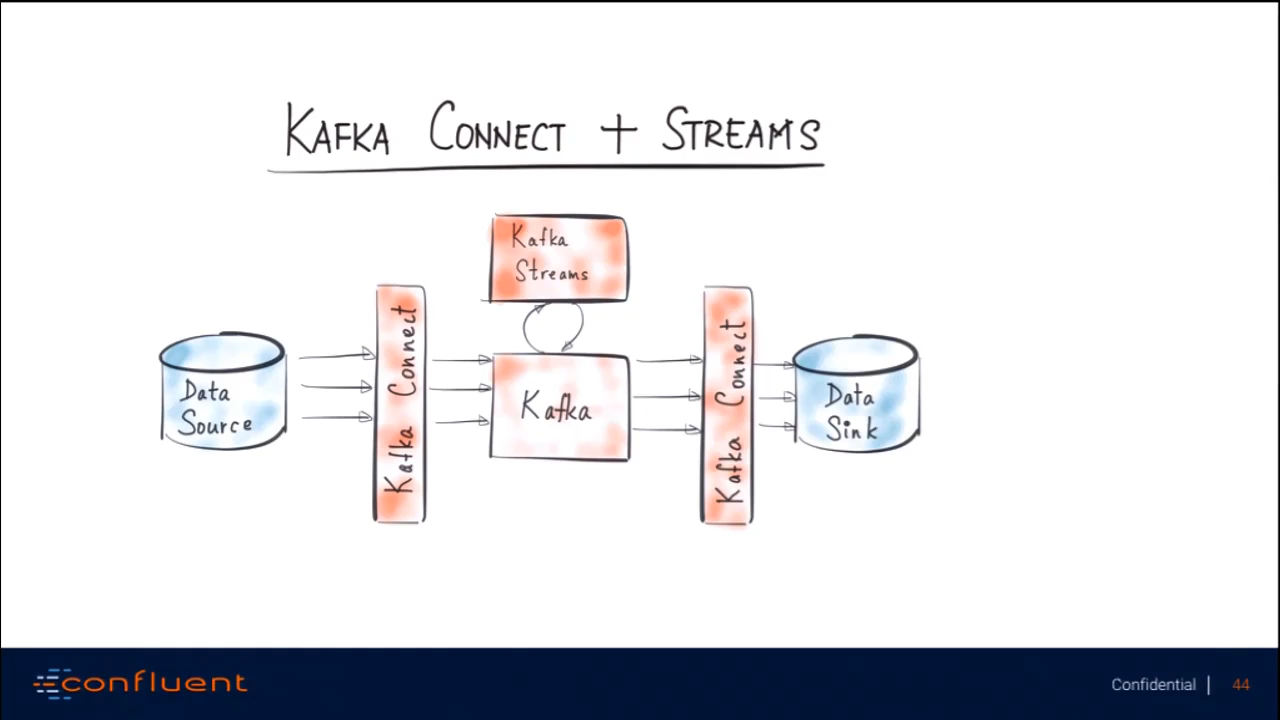 KAFKA CONNECT + STREAMS
Kafka
Streams
Data
Source
Kafka Connect
Kafka
Kafka Connect
Data
Sink
confluent
Confidential | 44